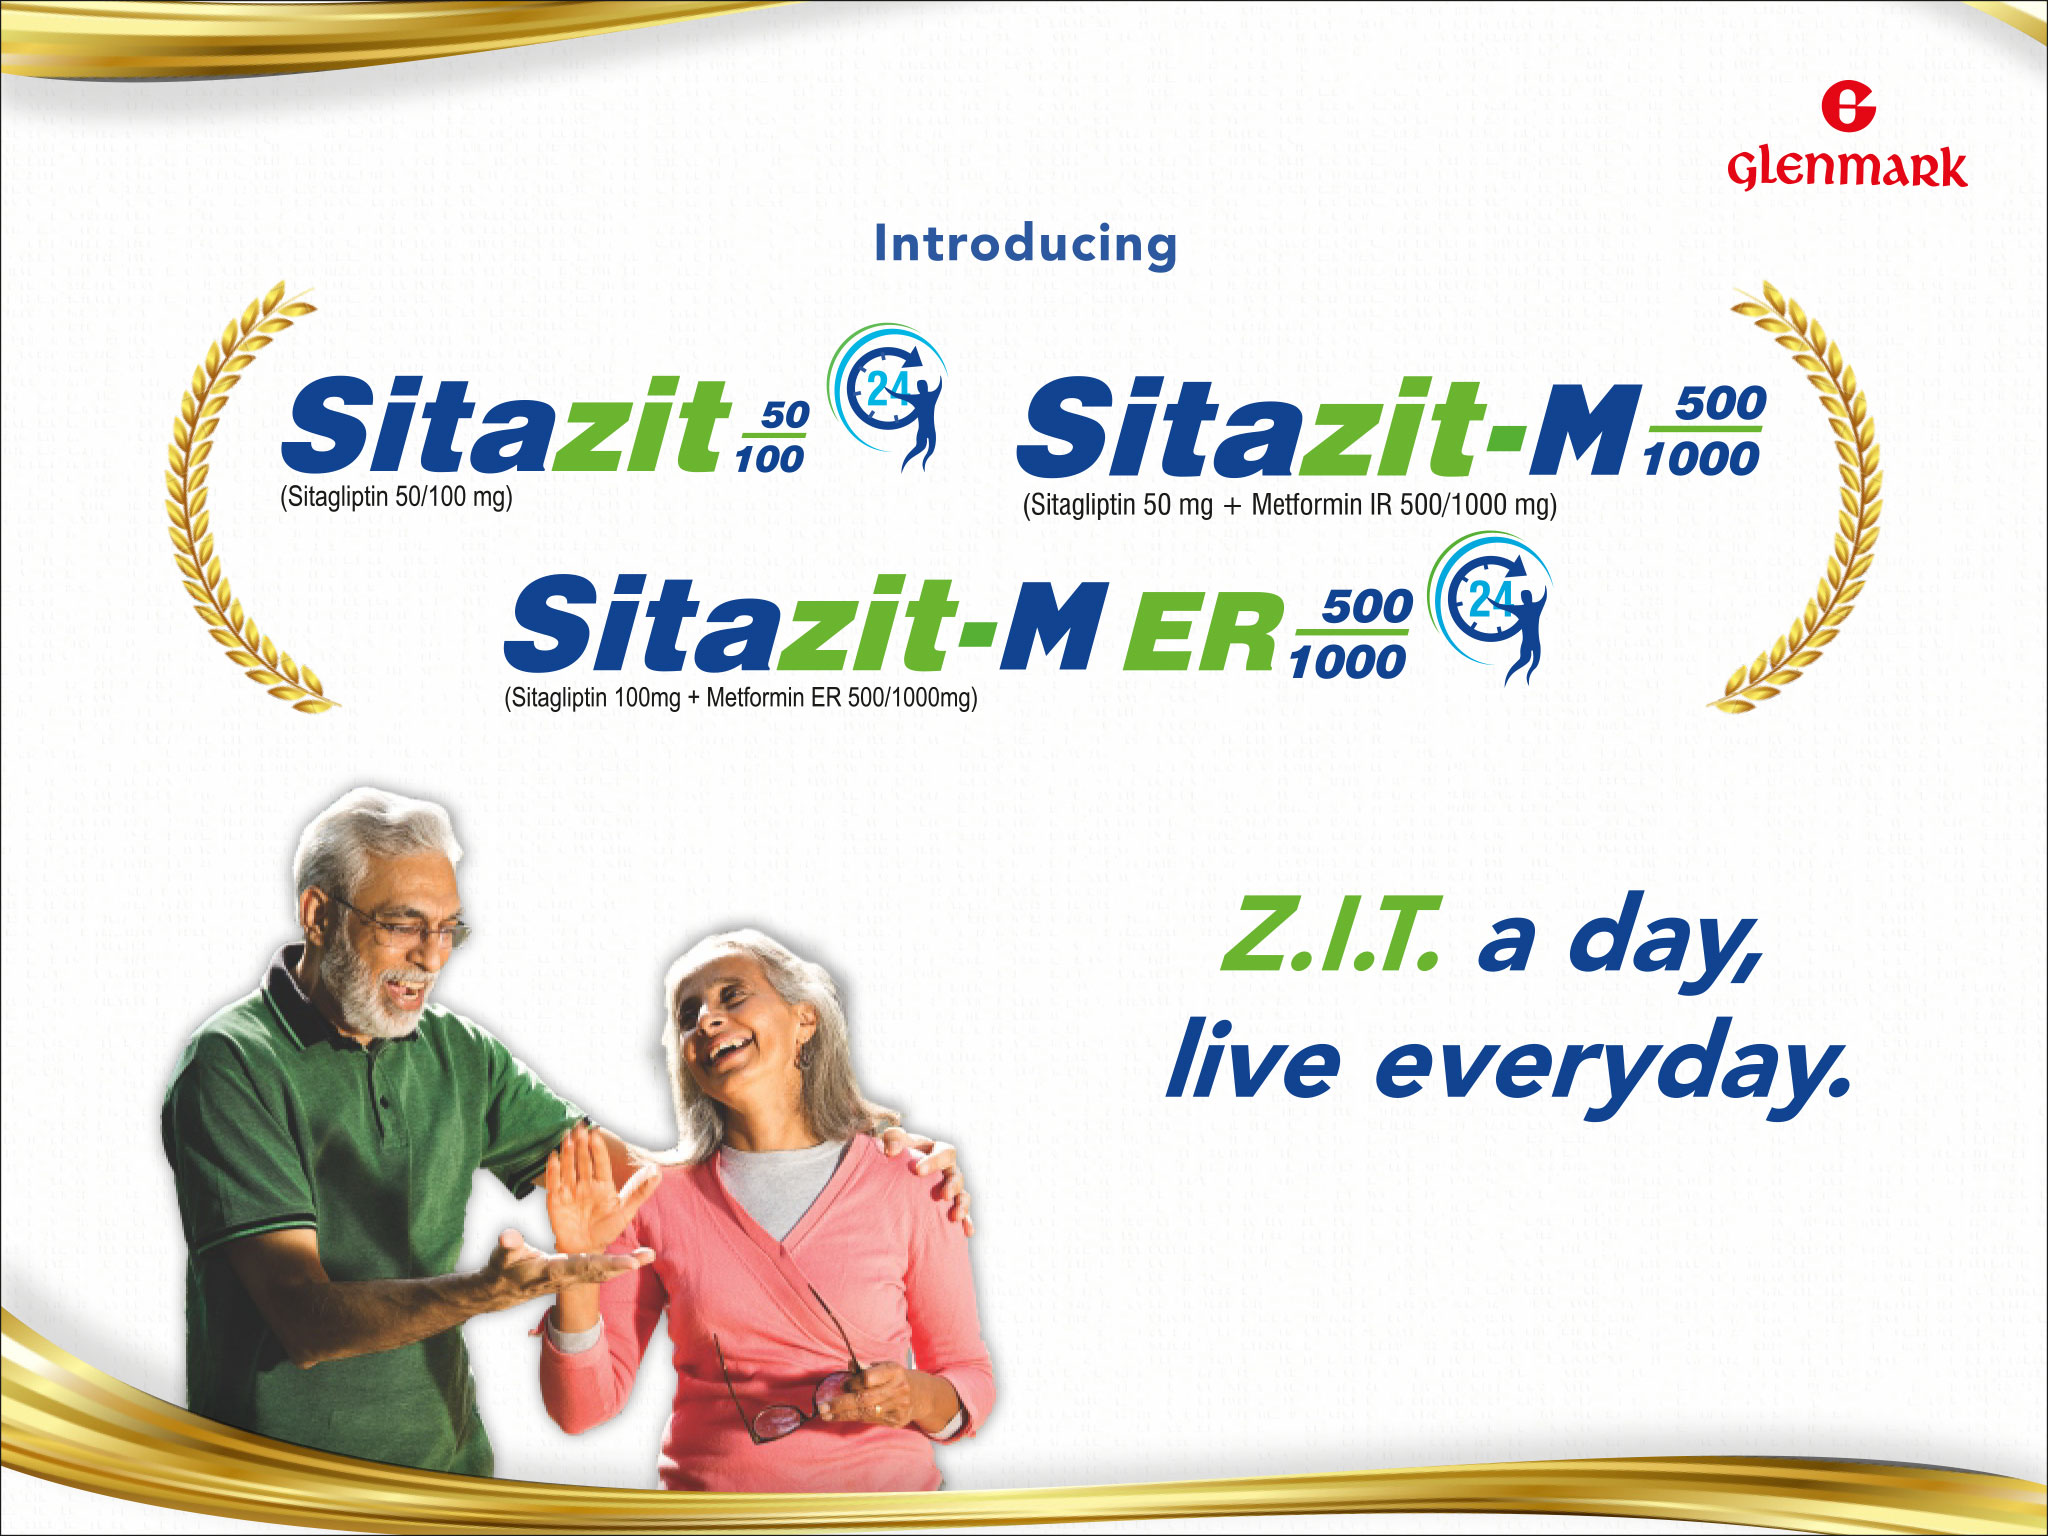 Glenmark
Introducing
Sitazit 50/100
24
(Sitagliptin 50/100 mg)
Sitazit-M 500/1000
(Sitagliptin 50 mg + Metformin IR 500/1000 mg)
Sitazit-M ER 500/1000
24
(Sitagliptin 100mg + Metformin ER 500/1000mg)
Z.I.T. a day,
live everyday.